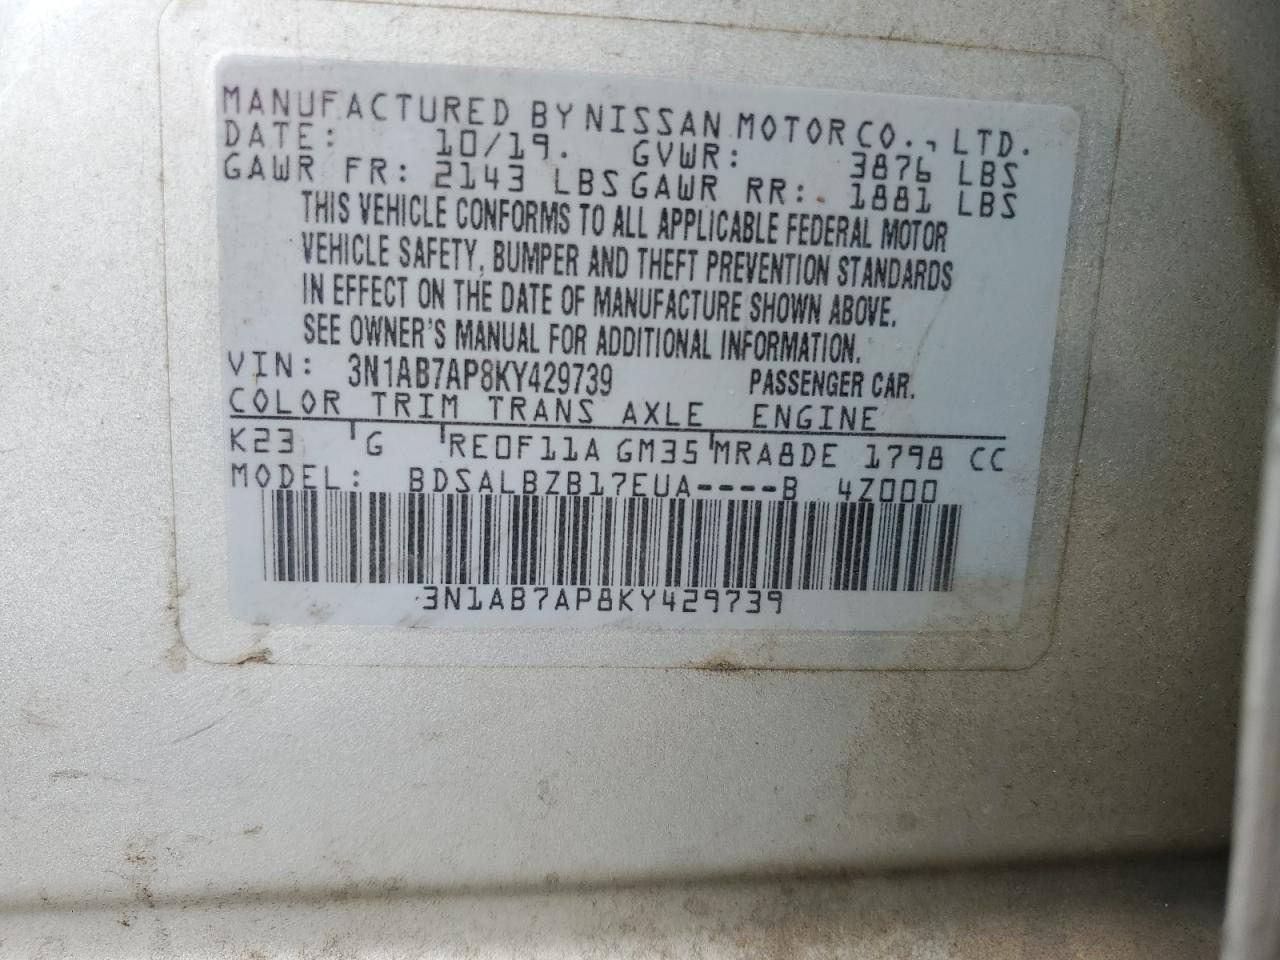 MANUFACTURED BY NISSAN MOTOR CO., LTD.
DATE: 10/19. GVWR: 3876 LBS
GAWR FR: 2143 LBS GAWR RR: 1881 LBS
THIS VEHICLE CONFORMS TO ALL APPLICABLE FEDERAL MOTOR
VEHICLE SAFETY, BUMPER AND THEFT PREVENTION STANDARDS
IN EFFECT ON THE DATE OF MANUFACTURE SHOWN ABOVE.
SEE OWNER'S MANUAL FOR ADDITIONAL INFORMATION.
VIN: 3N1AB7AP8KY429739 PASSENGER CAR.
COLOR TRIM TRANS AXLE ENGINE
K23 G RE0F11A GM35 MRA8DE 1798 CC
MODEL: BDSALBZB17EUA----B 4Z000
3N1AB7AP8KY429739